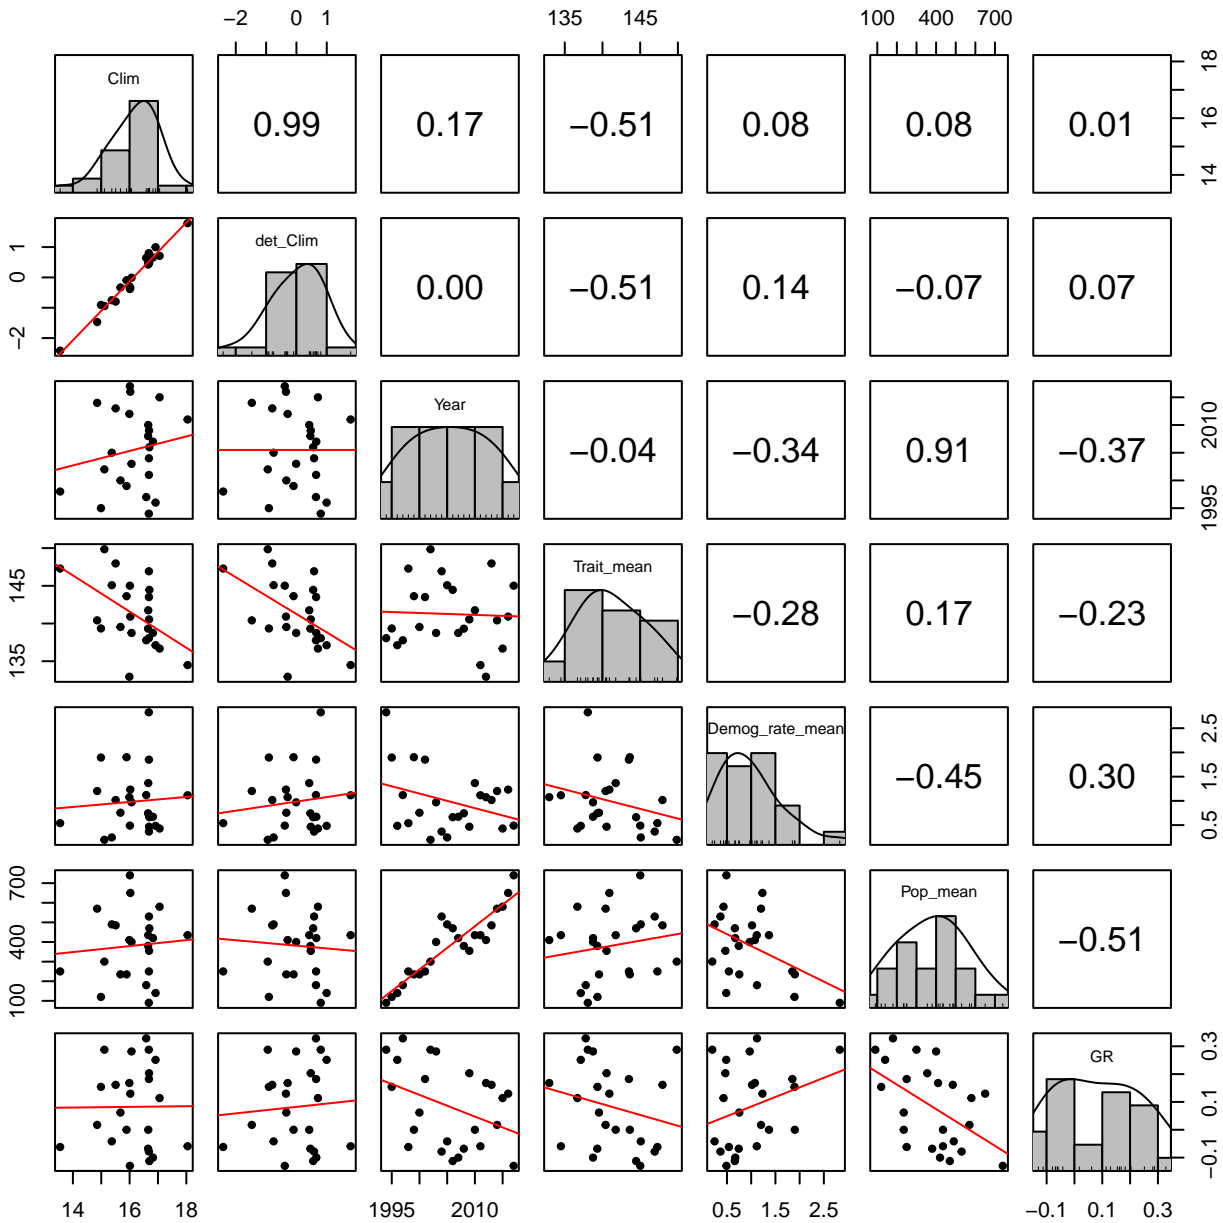 −2 0 1 135 145 100 400 700
Clim 0.99 0.17 −0.51 0.08 0.08 0.01 14 16 18
−2 0 1 det_Clim 0.00 −0.51 0.14 −0.07 0.07
Year −0.04 −0.34 0.91 −0.37 1995 2010
135 145 Trait_mean −0.28 0.17 −0.23
Demog_rate_mean −0.45 0.30 0.5 1.5 2.5
100 400 700 Pop_mean −0.51
GR −0.1 0.1 0.3
14 16 18 1995 2010 0.5 1.5 2.5 −0.1 0.1 0.3